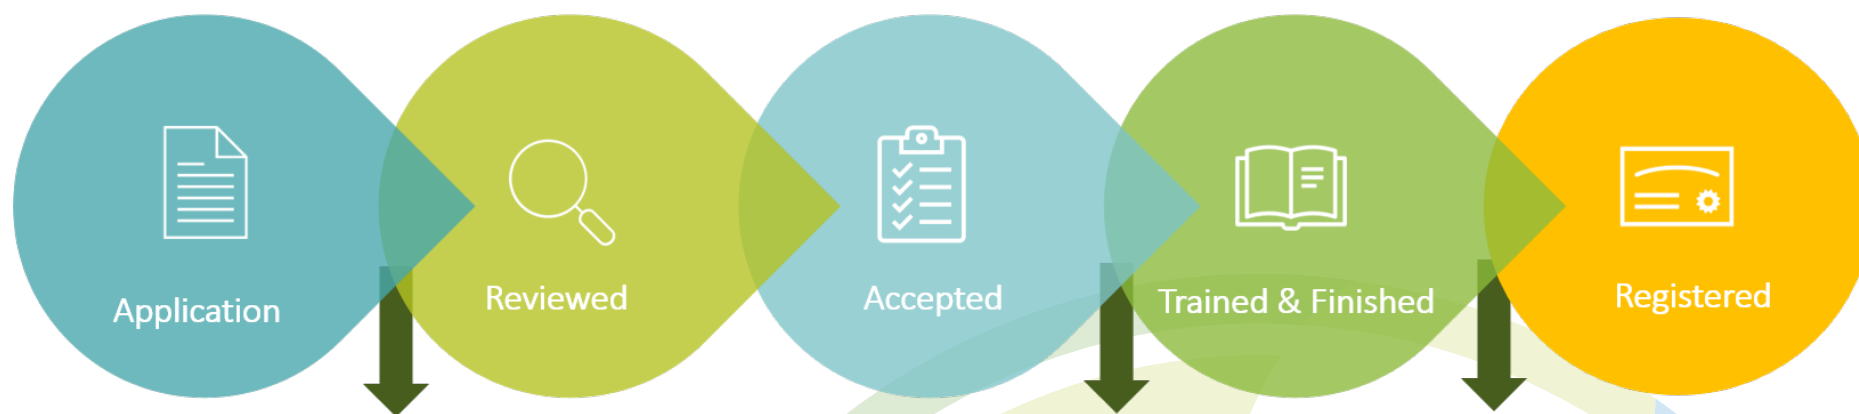 Application
Reviewed
Accepted
Trained & Finished
Registered